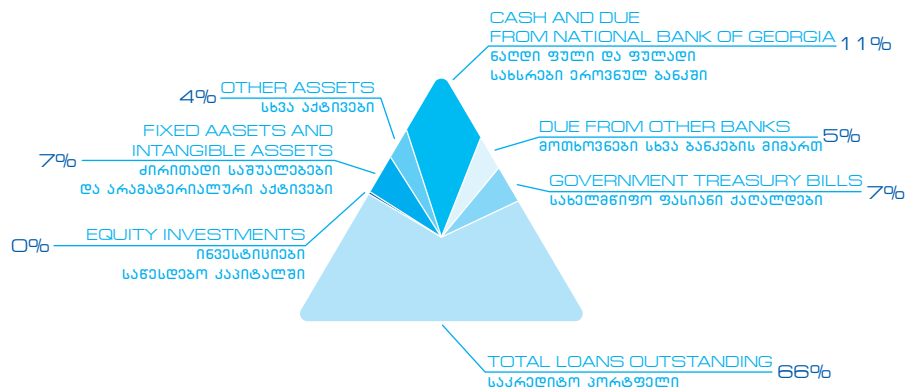 CASH AND DUE
FROM NATIONAL BANK OF GEORGIA 11%
ნაღდი ფული და ფულადი
სახსრები ეროვნულ ბანკში
4% OTHER ASSETS
სხვა აქტივები
FIXED AASETS AND
7% INTANGIBLE ASSETS
ძირითადი საშუალებები
და არამატერიალური აქტივები
DUE FROM OTHER BANKS 5%
მოთხოვნები სხვა ბანკების მიმართ
GOVERNMENT TREASURY BILLS 7%
სახელმწიფო ფასიანი ქაღალდები
0% EQUITY INVESTMENTS
ინვესტიციები
საწესდებო კაპიტალში
TOTAL LOANS OUTSTANDING 66%
საკრედიტო პორტფელი